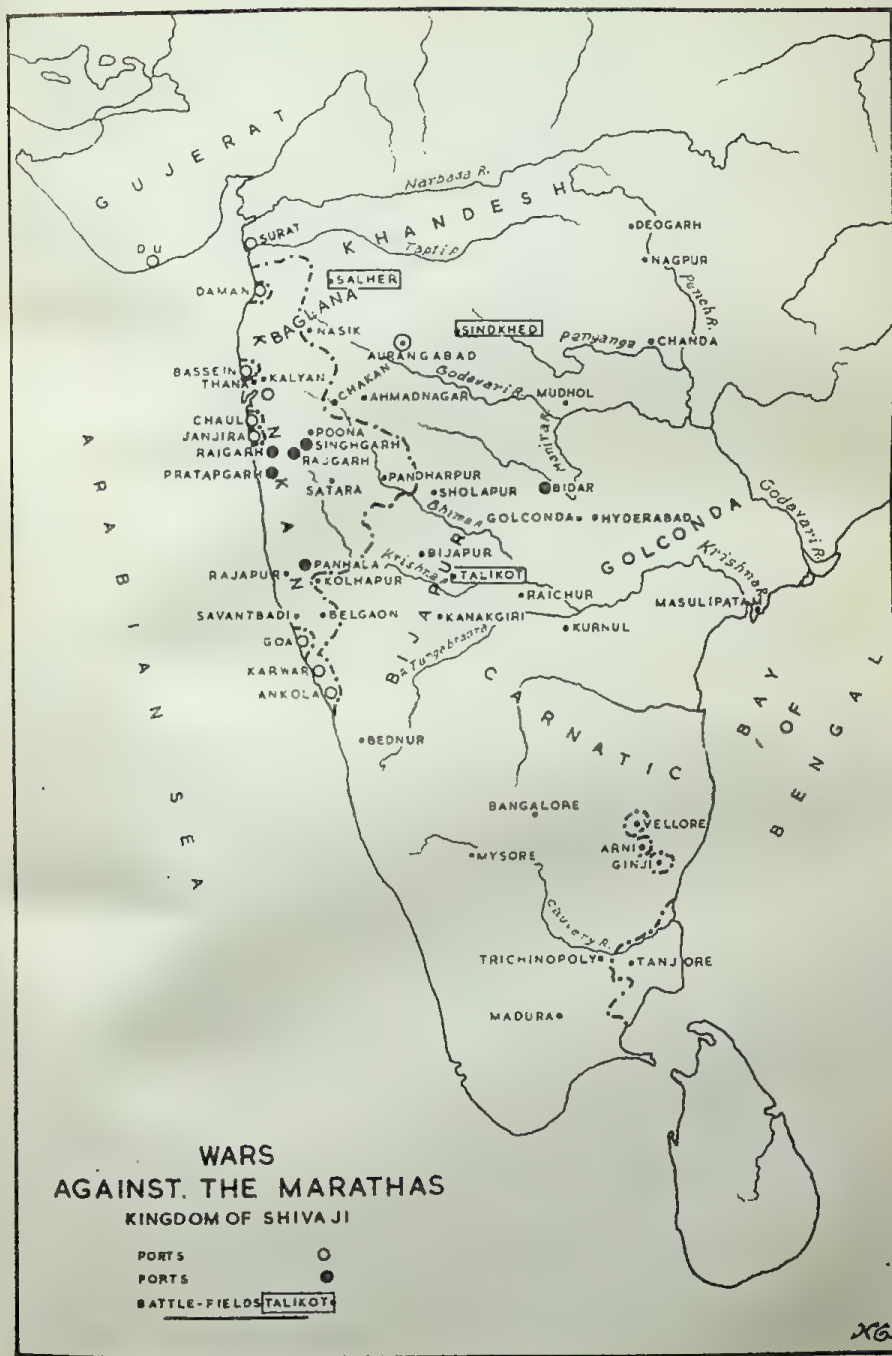 GUJERAT
Narbada R.
KHANDESH
DEOGARH
DU
SURAT
Tapti R.
NAGPUR
SALHER
Punch R.
DAMAN
BAGLANA
NASIK
SINDKHED
Panyanga
CHANDA
AURANGABAD
BASSEIN
THANA
KALYAN
CHAKAN
Godavari R.
AHMADNAGAR
MUDHOL
Manjra R.
CHAUL
JANJIRA
POONA
SINGHGARH
RAIGARH
RAJGARH
PRATAPGARH
SATARA
PANDHARPUR
SHOLAPUR
BIDAR
KONKAN
Bhima R.
GOLCONDA
HYDERABAD
GOLCONDA
Godavari R.
BIJAPUR
PANHALA
Krishna
TALIKOT
Krishna R.
RAJAPUR
KOLHAPUR
RAICHUR
MASULIPATAM
SAVANTBADI
BELGAON
KANAKGIRI
KURNUL
BIJAPUR
GOA
KARWAR
ANKOLA
CARNATIC
BAY
OF
BENGAL
ARABIAN SEA
BEDNUR
BANGALORE
VELLORE
ARNI
GINJI
MYSORE
Cauvery R.
TRICHINOPOLY
TANJORE
MADURA
WARS
AGAINST. THE MARATHAS
KINGDOM OF SHIVAJI
PORTS
PORTS
BATTLE-FIELDS TALIKOT